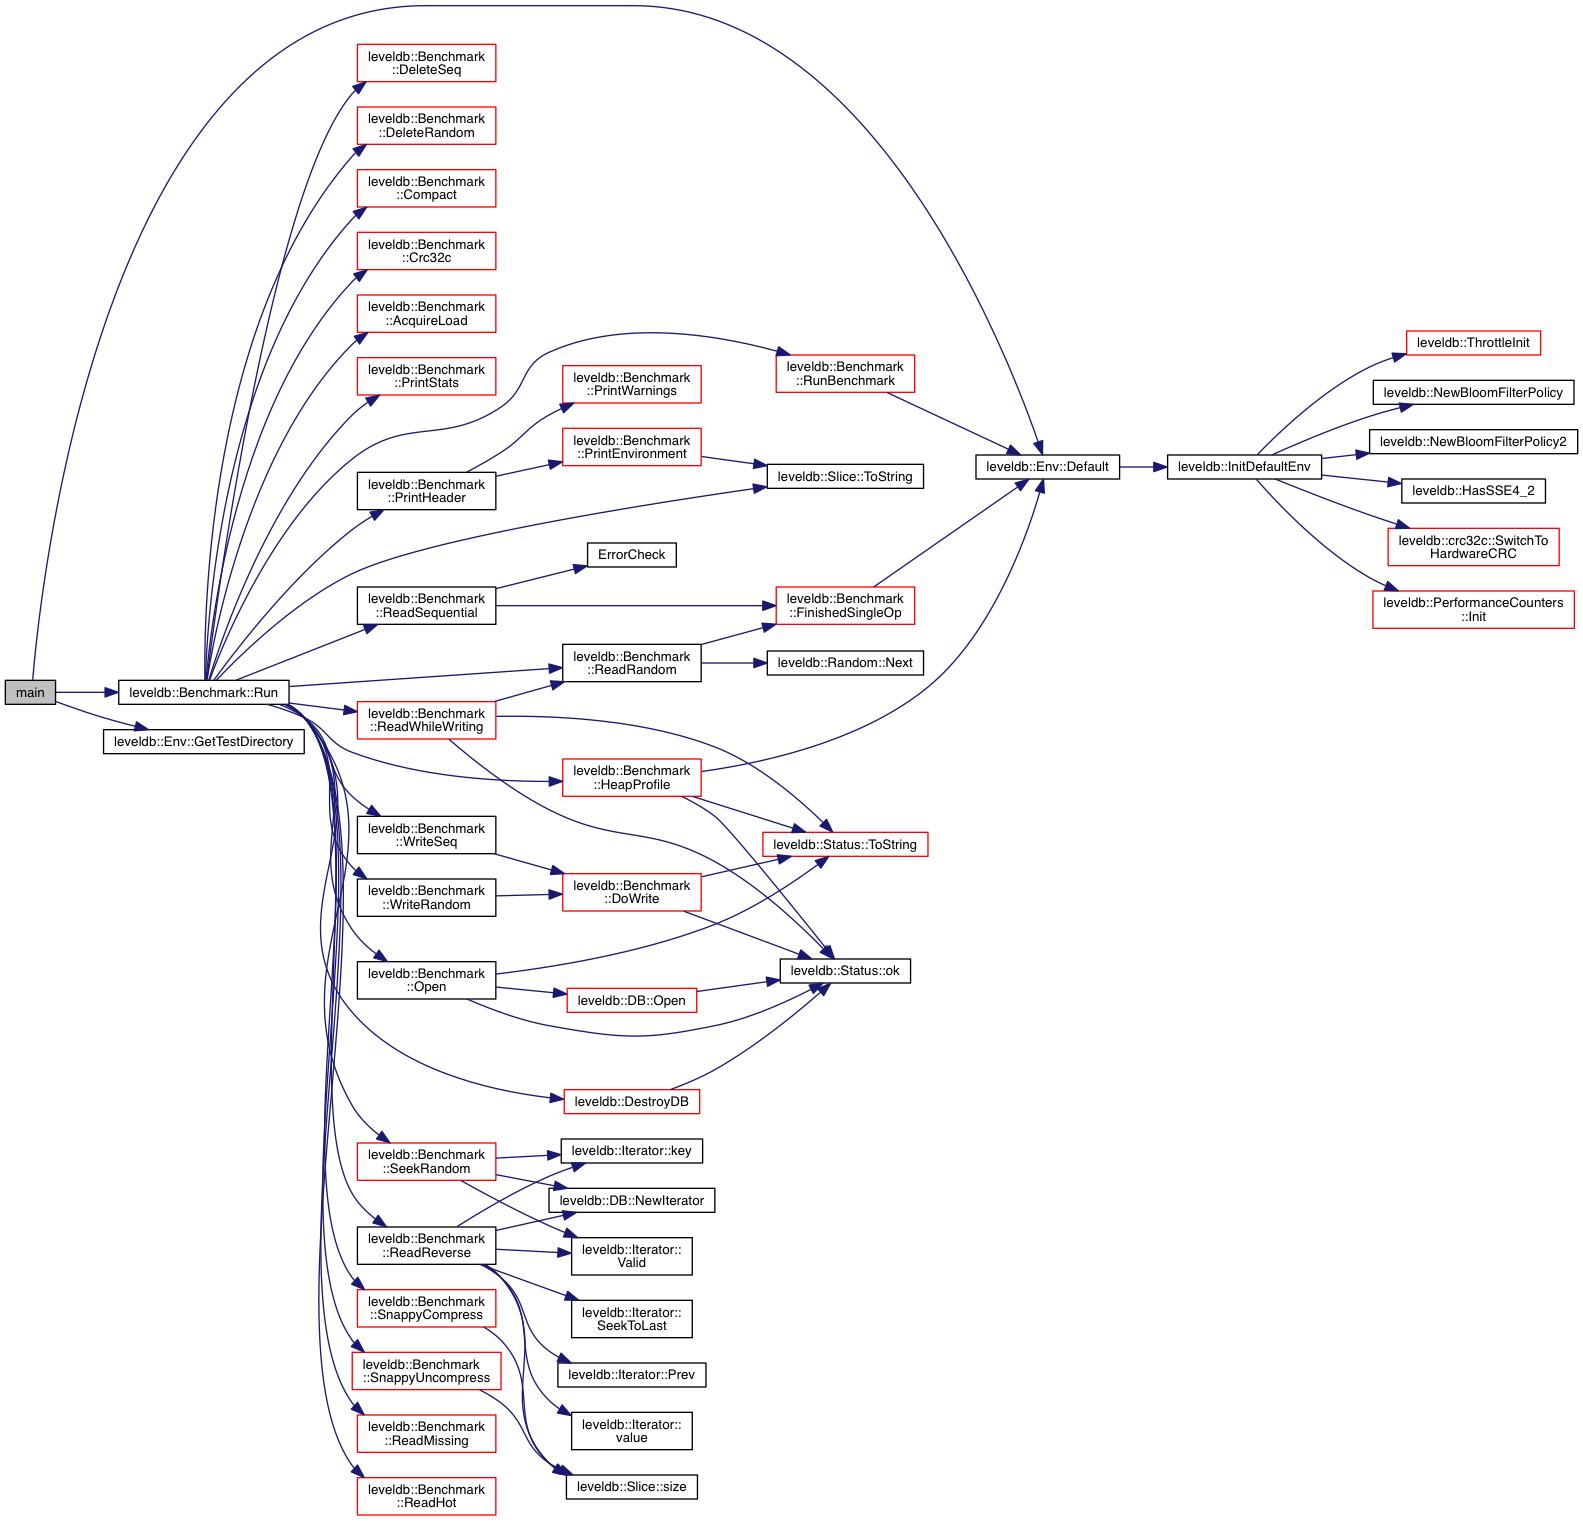 leveldb::Benchmark
::DeleteSeq
leveldb::Benchmark
::DeleteRandom
leveldb::Benchmark
::Compact
leveldb::Benchmark
::Crc32c
leveldb::Benchmark
::AcquireLoad
leveldb::Benchmark
::PrintStats
leveldb::Benchmark
::PrintHeader
leveldb::Benchmark
::ReadSequential
main
leveldb::Benchmark::Run
leveldb::Env::GetTestDirectory
leveldb::Benchmark
::ReadWhileWriting
leveldb::Benchmark
::WriteSeq
leveldb::Benchmark
::WriteRandom
leveldb::Benchmark
::Open
leveldb::Benchmark
::SeekRandom
leveldb::Benchmark
::ReadReverse
leveldb::Benchmark
::SnappyCompress
leveldb::Benchmark
::SnappyUncompress
leveldb::Benchmark
::ReadMissing
leveldb::Benchmark
::ReadHot
leveldb::Benchmark
::PrintWarnings
leveldb::Benchmark
::PrintEnvironment
ErrorCheck
leveldb::Benchmark
::ReadRandom
leveldb::Benchmark
::HeapProfile
leveldb::Benchmark
::DoWrite
leveldb::DB::Open
leveldb::DestroyDB
leveldb::Iterator::key
leveldb::DB::NewIterator
leveldb::Iterator::
Valid
leveldb::Iterator::
SeekToLast
leveldb::Iterator::Prev
leveldb::Iterator::
value
leveldb::Slice::size
leveldb::Benchmark
::RunBenchmark
leveldb::Slice::ToString
leveldb::Benchmark
::FinishedSingleOp
leveldb::Random::Next
leveldb::Status::ToString
leveldb::Status::ok
leveldb::Env::Default
leveldb::InitDefaultEnv
leveldb::ThrottleInit
leveldb::NewBloomFilterPolicy
leveldb::NewBloomFilterPolicy2
leveldb::HasSSE4_2
leveldb::crc32c::SwitchTo
HardwareCRC
leveldb::PerformanceCounters
::Init